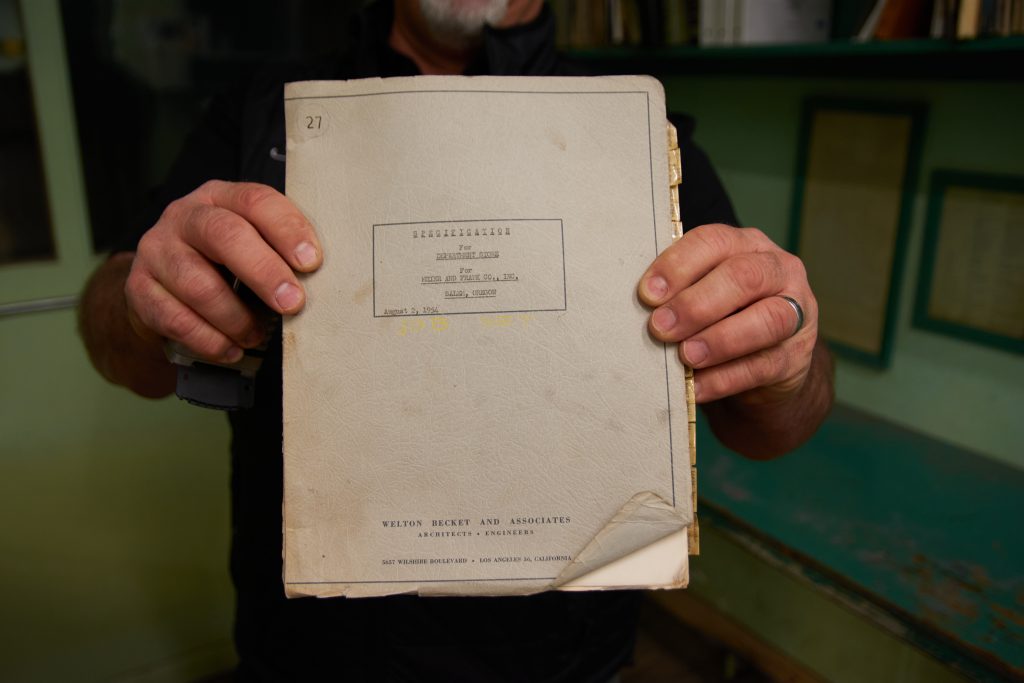 27
SPECIFICATION
For
DEPARTMENT STORE
For
MEIER AND FRANK CO., INC.
SALEM, OREGON
August 2, 1954
JOB
WELTON BECKET AND ASSOCIATES
ARCHITECTS • ENGINEERS
5657 WILSHIRE BOULEVARD • LOS ANGELES 36, CALIFORNIA